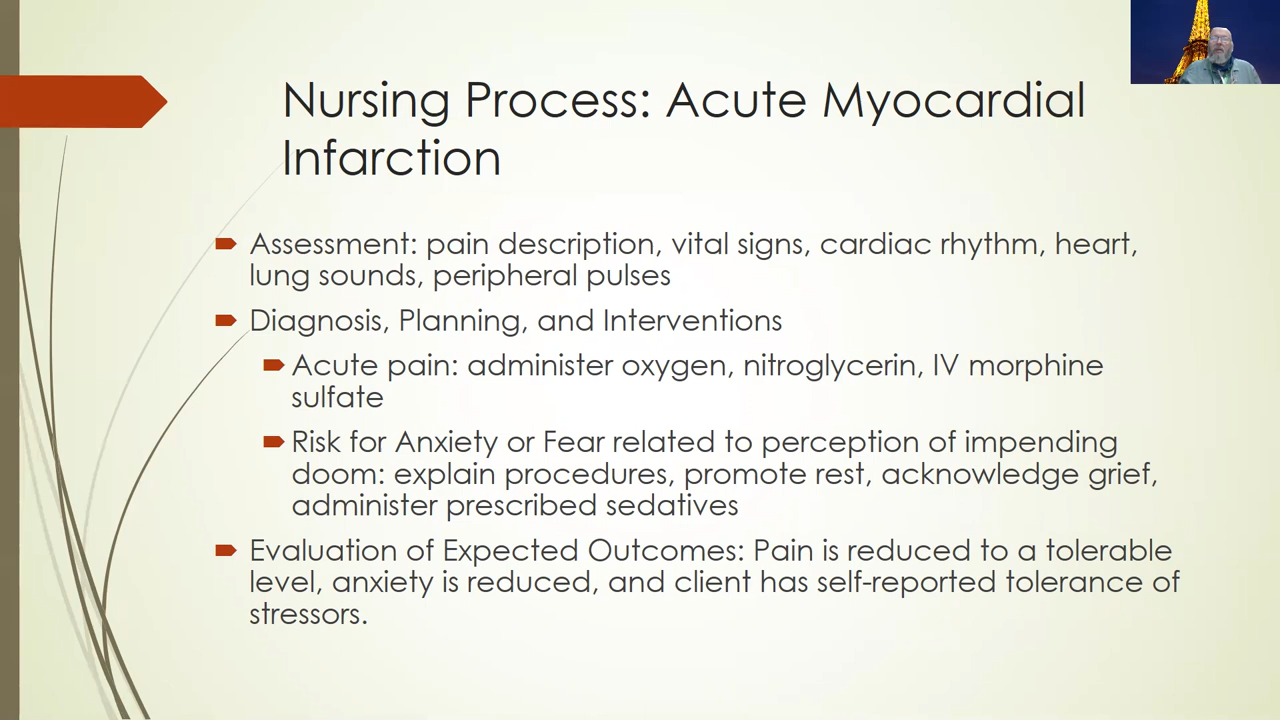 Nursing Process: Acute Myocardial
Infarction
Assessment: pain description, vital signs, cardiac rhythm, heart,
lung sounds, peripheral pulses
Diagnosis, Planning, and Interventions
Acute pain: administer oxygen, nitroglycerin, IV morphine
sulfate
Risk for Anxiety or Fear related to perception of impending
doom: explain procedures, promote rest, acknowledge grief,
administer prescribed sedatives
Evaluation of Expected Outcomes: Pain is reduced to a tolerable
level, anxiety is reduced, and client has self-reported tolerance of
stressors.